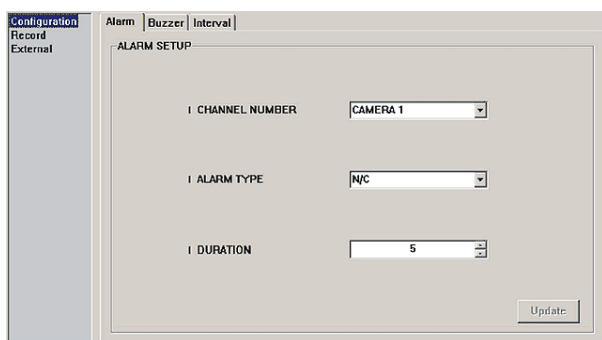 Configuration
Record
External
Alarm Buzzer Interval
ALARM SETUP
CHANNEL NUMBER CAMERA 1
ALARM TYPE N/C
DURATION 5
Update